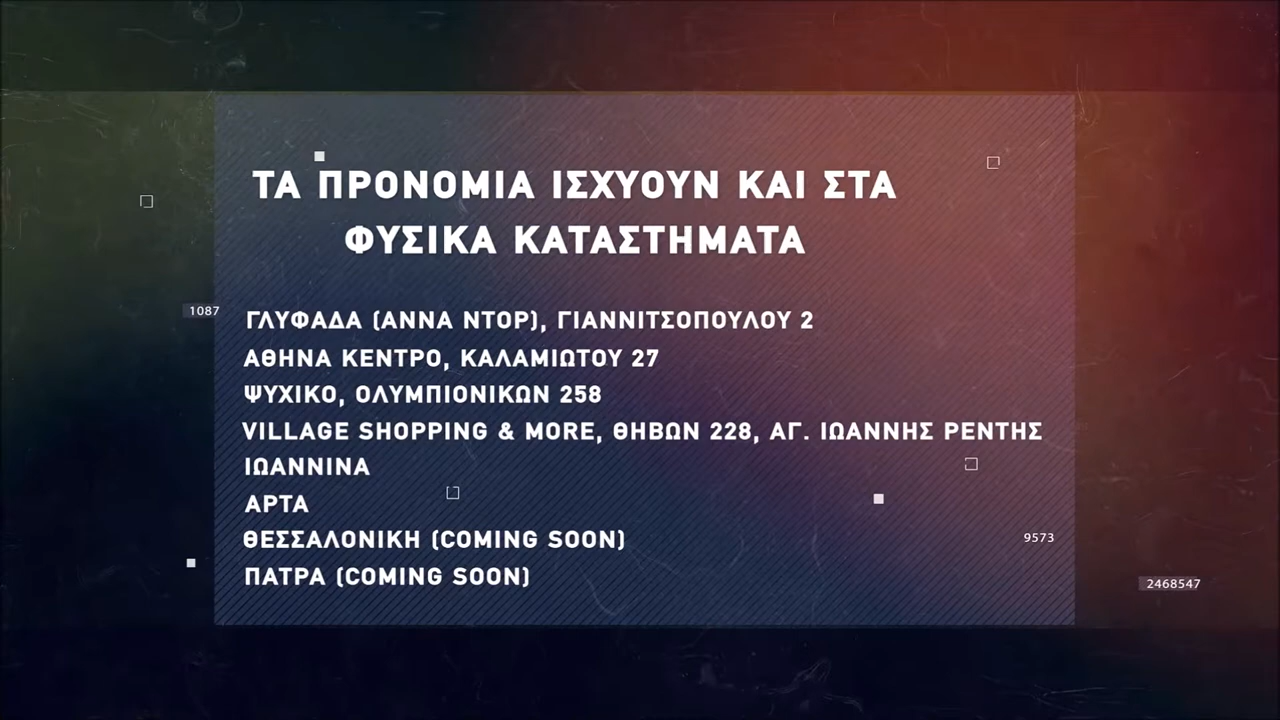 ΤΑ ΠΡΟΝΟΜΙΑ ΙΣΧΥΟΥΝ ΚΑΙ ΣΤΑ
ΦΥΣΙΚΑ ΚΑΤΑΣΤΗΜΑΤΑ
1087
ΓΛΥΦΑΔΑ (ΑΝΝΑ ΝΤΟΡ), ΓΙΑΝΝΙΤΣΟΠΟΥΛΟΥ 2
ΑΘΗΝΑ ΚΕΝΤΡΟ, ΚΑΛΑΜΙΩΤΟΥ 27
ΨΥΧΙΚΟ, ΟΛΥΜΠΙΟΝΙΚΩΝ 258
VILLAGE SHOPPING & MORE, ΘΗΒΩΝ 228, ΑΓ. ΙΩΑΝΝΗΣ ΡΕΝΤΗΣ
ΙΩΑΝΝΙΝΑ
ΑΡΤΑ
ΘΕΣΣΑΛΟΝΙΚΗ (COMING SOON)
9573
ΠΑΤΡΑ (COMING SOON)
2468547